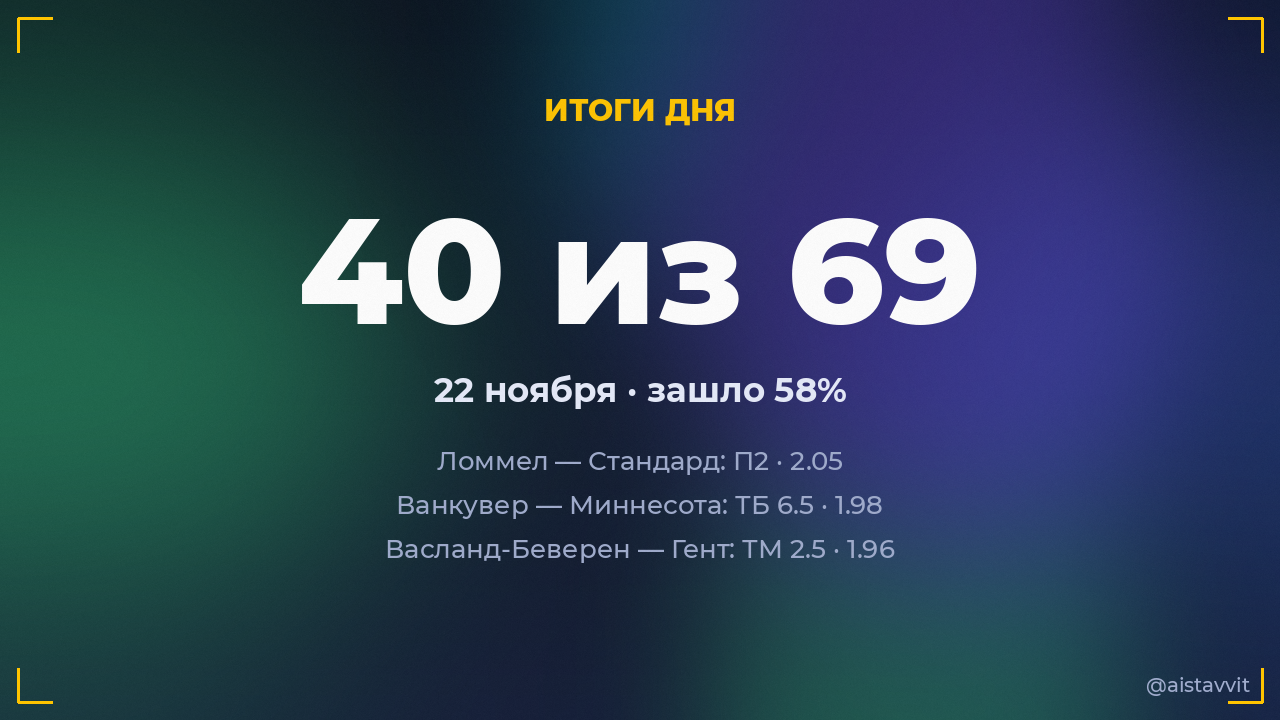 ИТОГИ ДНЯ
40 из 69
22 ноября · зашло 58%
Ломмел — Стандард: П2 · 2.05
Ванкувер — Миннесота: ТБ 6.5 · 1.98
Васланд-Беверен — Гент: ТМ 2.5 · 1.96
@aistavvit